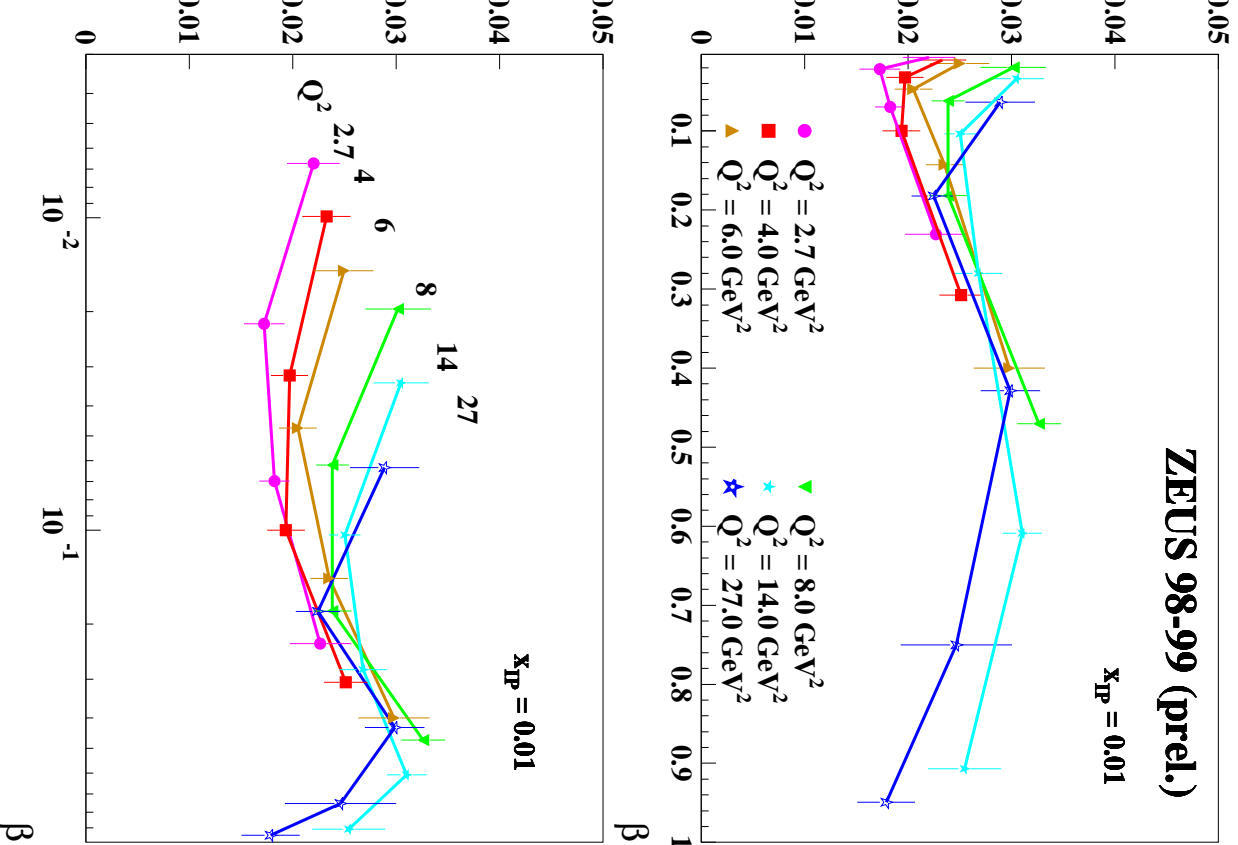 ZEUS 98-99 (prel.)
0.05
x_IP = 0.01
0.04
0.03
0.02
Q² = 2.7 GeV² Q² = 8.0 GeV²
Q² = 4.0 GeV² Q² = 14.0 GeV²
0.01
Q² = 6.0 GeV² Q² = 27.0 GeV²
0
0.1 0.2 0.3 0.4 0.5 0.6 0.7 0.8 0.9 1
β
0.05
x_IP = 0.01
0.04
27
14
8
6
4
2.7
Q²
0.03
0.02
0.01
0
10⁻² 10⁻¹
β